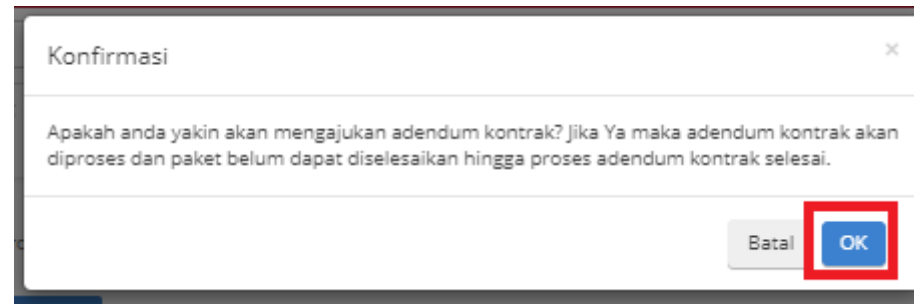 Konfirmasi
×
Apakah anda yakin akan mengajukan adendum kontrak? Jika Ya maka adendum kontrak akan
diproses dan paket belum dapat diselesaikan hingga proses adendum kontrak selesai.
Batal OK